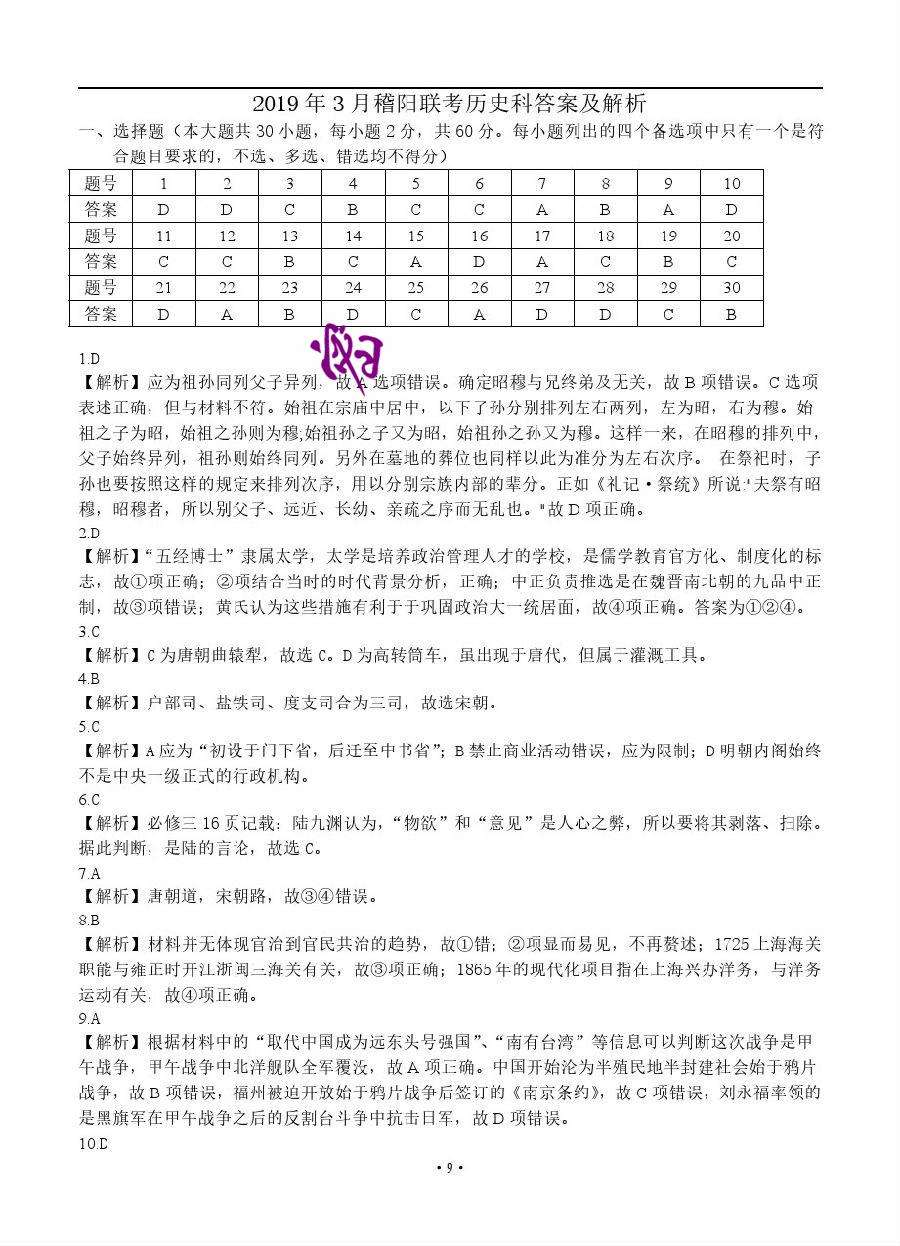 2019 年 3 月稽阳联考历史科答案及解析
一、选择题（本大题共 30 小题，每小题 2 分，共 60 分。每小题列出的四个备选项中只有一个是符
合题目要求的，不选、多选、错选均不得分）
题号 1 2 3 4 5 6 7 8 9 10
答案 D D C B C C A B A D
题号 11 12 13 14 15 16 17 18 19 20
答案 C C B C A D A C B C
题号 21 22 23 24 25 26 27 28 29 30
答案 D A B D C A D D C B
1.D
【解析】应为祖孙同列父子异列，故 A 选项错误。确定昭穆与兄终弟及无关，故 B 项错误。C 选项
表述正确，但与材料不符。始祖在宗庙中居中，以下子孙分别排列左右两列，左为昭，右为穆。始
祖之子为昭，始祖之孙则为穆;始祖孙之子又为昭，始祖孙之孙又为穆。这样一来，在昭穆的排列中，
父子始终异列，祖孙则始终同列。另外在墓地的葬位也同样以此为准分为左右次序。 在祭祀时，子
孙也要按照这样的规定来排列次序，用以分别宗族内部的辈分。正如《礼记·祭统》所说:"夫祭有昭
穆，昭穆者，所以别父子、远近、长幼、亲疏之序而无乱也。"故 D 项正确。
2.D
【解析】“五经博士”隶属太学，太学是培养政治管理人才的学校，是儒学教育官方化、制度化的标
志，故①项正确；②项结合当时的时代背景分析，正确；中正负责推选是在魏晋南北朝的九品中正
制，故③项错误；黄氏认为这些措施有利于于巩固政治大一统居面，故④项正确。答案为①②④。
3.C
【解析】C 为唐朝曲辕犁，故选 C。D 为高转筒车，虽出现于唐代，但属于灌溉工具。
4.B
【解析】户部司、盐铁司、度支司合为三司，故选宋朝。
5.C
【解析】A 应为“初设于门下省，后迁至中书省”；B 禁止商业活动错误，应为限制；D 明朝内阁始终
不是中央一级正式的行政机构。
6.C
【解析】必修三 16 页记载：陆九渊认为，“物欲”和“意见”是人心之弊，所以要将其剥落、扫除。
据此判断，是陆的言论，故选 C。
7.A
【解析】唐朝道，宋朝路，故③④错误。
8.B
【解析】材料并无体现官治到官民共治的趋势，故①错；②项显而易见，不再赘述；1725 上海海关
职能与雍正时开江浙闽三海关有关，故③项正确；1865 年的现代化项目指在上海兴办洋务，与洋务
运动有关，故④项正确。
9.A
【解析】根据材料中的“取代中国成为远东头号强国”、“南有台湾”等信息可以判断这次战争是甲
午战争，甲午战争中北洋舰队全军覆没，故 A 项正确。中国开始沦为半殖民地半封建社会始于鸦片
战争，故 B 项错误，福州被迫开放始于鸦片战争后签订的《南京条约》，故 C 项错误，刘永福率领的
是黑旗军在甲午战争之后的反割台斗争中抗击日军，故 D 项错误。
10.D
·9·